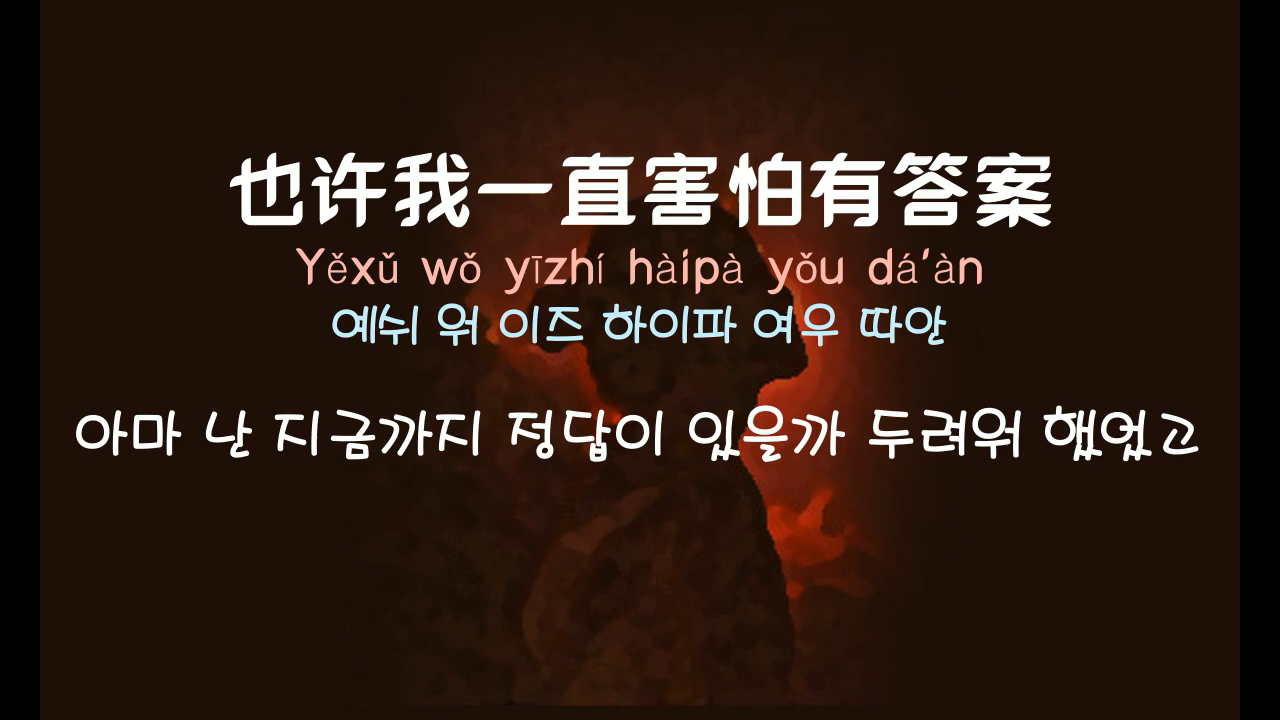 也许我一直害怕有答案
Yěxǔ wǒ yīzhí hàipà yǒu dá'àn
예쉬 워 이즈 하이파 여우 따안
아마 난 지금까지 정답이 있을까 두려워 했었고